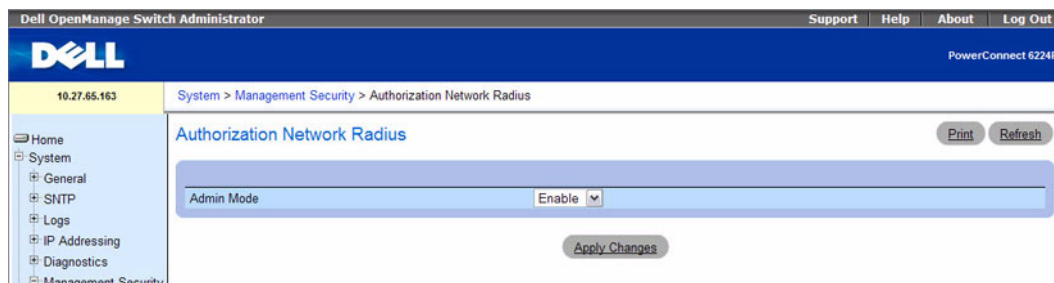 Dell OpenManage Switch Administrator
Support Help About Log Out
DELL
PowerConnect 6224
10.27.65.163
System > Management Security > Authorization Network Radius
Home
System
General
SNTP
Logs
IP Addressing
Diagnostics
Management Security
Authorization Network Radius
Print Refresh
Admin Mode Enable
Apply Changes